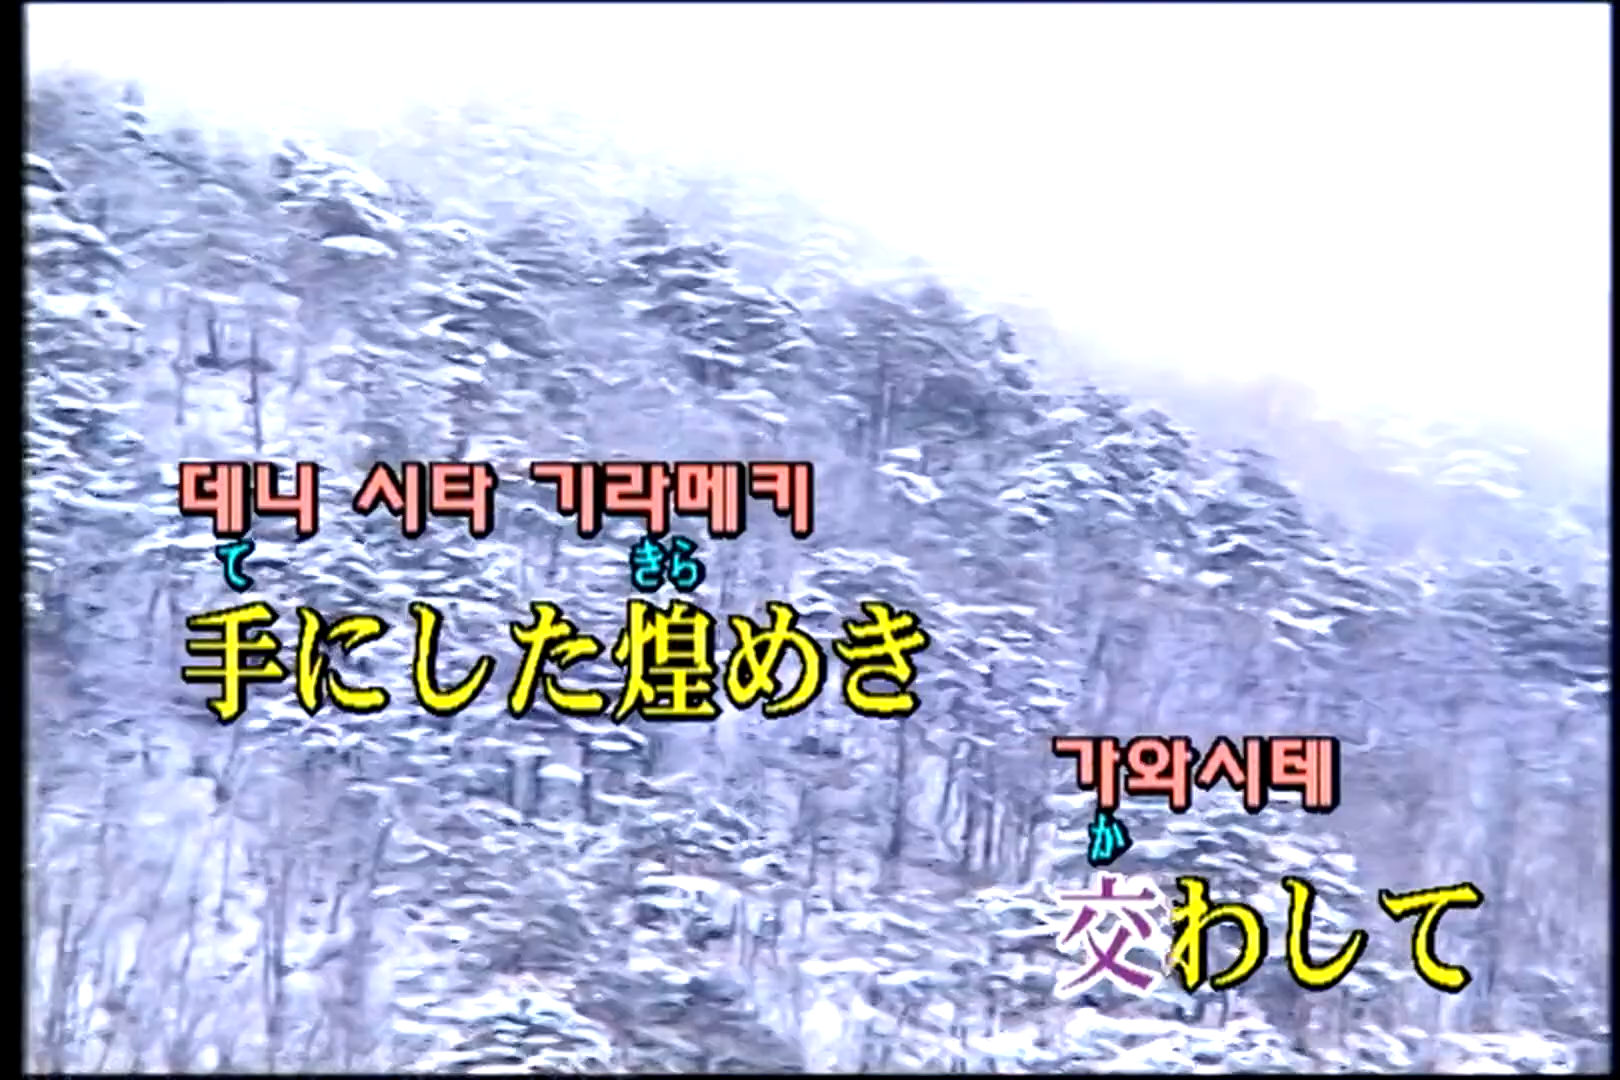 데니 시타 기라메키
て きら
手にした煌めき
가와시테
か
交わして